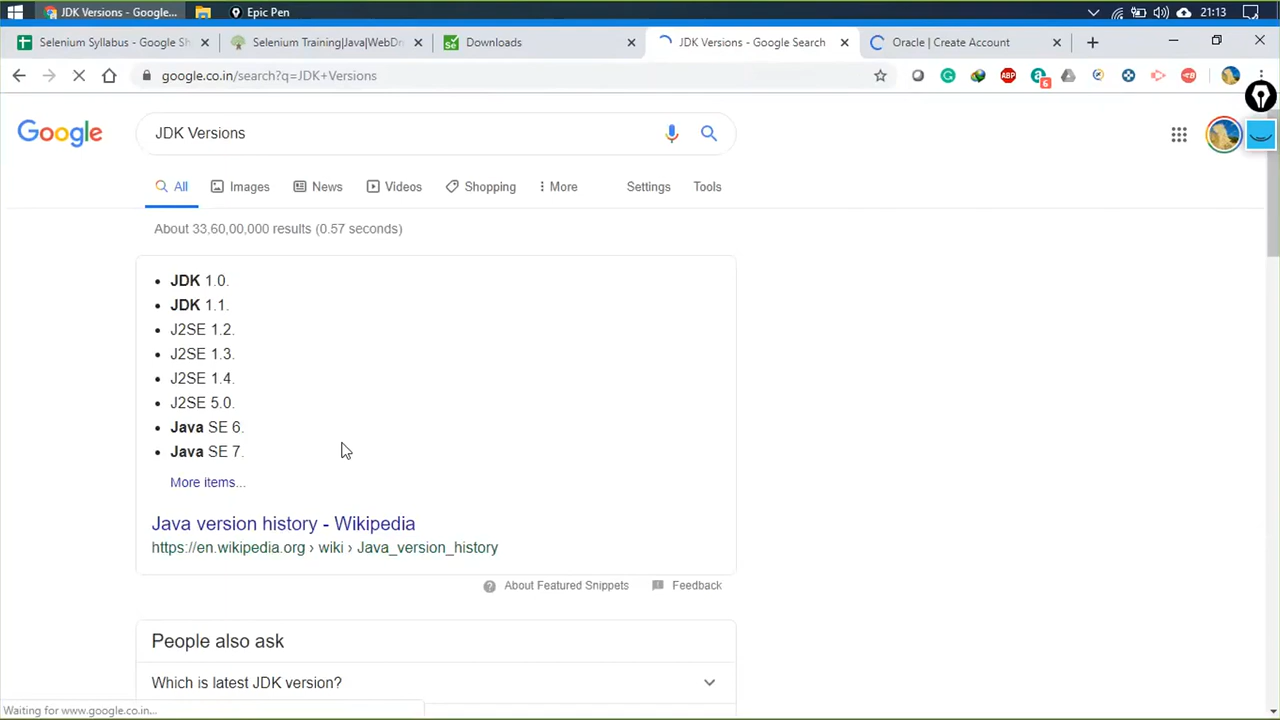 JDK Versions - Google...
Epic Pen
21:13
Selenium Syllabus - Google Sh
Selenium Training|Java|WebDr
Downloads
JDK Versions - Google Search
Oracle | Create Account
google.co.in/search?q=JDK+Versions
ABP
6
Google
JDK Versions
All
Images
News
Videos
Shopping
More
Settings
Tools
About 33,60,00,000 results (0.57 seconds)
• JDK 1.0.
• JDK 1.1.
• J2SE 1.2.
• J2SE 1.3.
• J2SE 1.4.
• J2SE 5.0.
• Java SE 6.
• Java SE 7.
More items...
Java version history - Wikipedia
https://en.wikipedia.org › wiki › Java_version_history
About Featured Snippets
Feedback
People also ask
Which is latest JDK version?
Waiting for www.google.co.in...